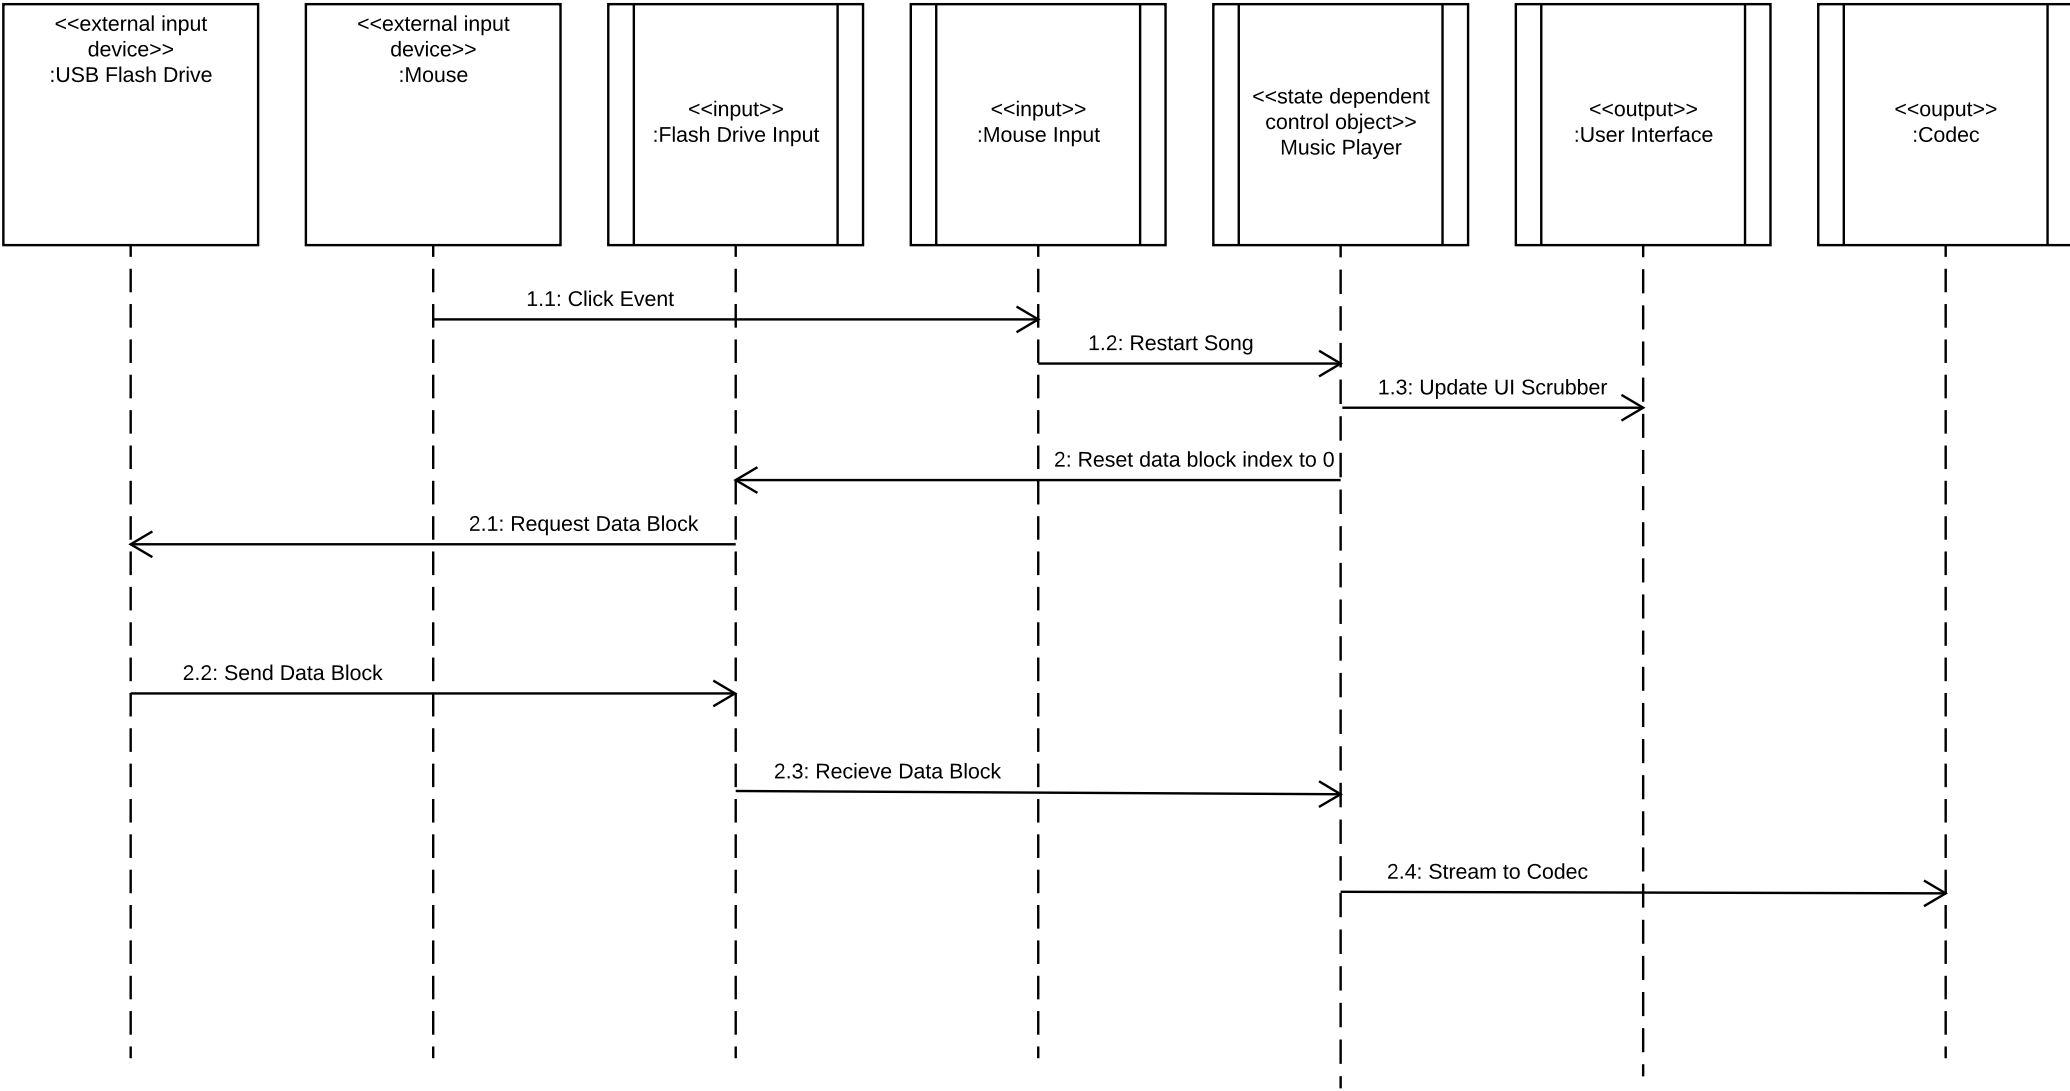 <<external input
device>>
:USB Flash Drive
<<external input
device>>
:Mouse
<<input>>
:Flash Drive Input
<<input>>
:Mouse Input
<<state dependent
control object>>
Music Player
<<output>>
:User Interface
<<ouput>>
:Codec
1.1: Click Event
1.2: Restart Song
1.3: Update UI Scrubber
2: Reset data block index to 0
2.1: Request Data Block
2.2: Send Data Block
2.3: Recieve Data Block
2.4: Stream to Codec